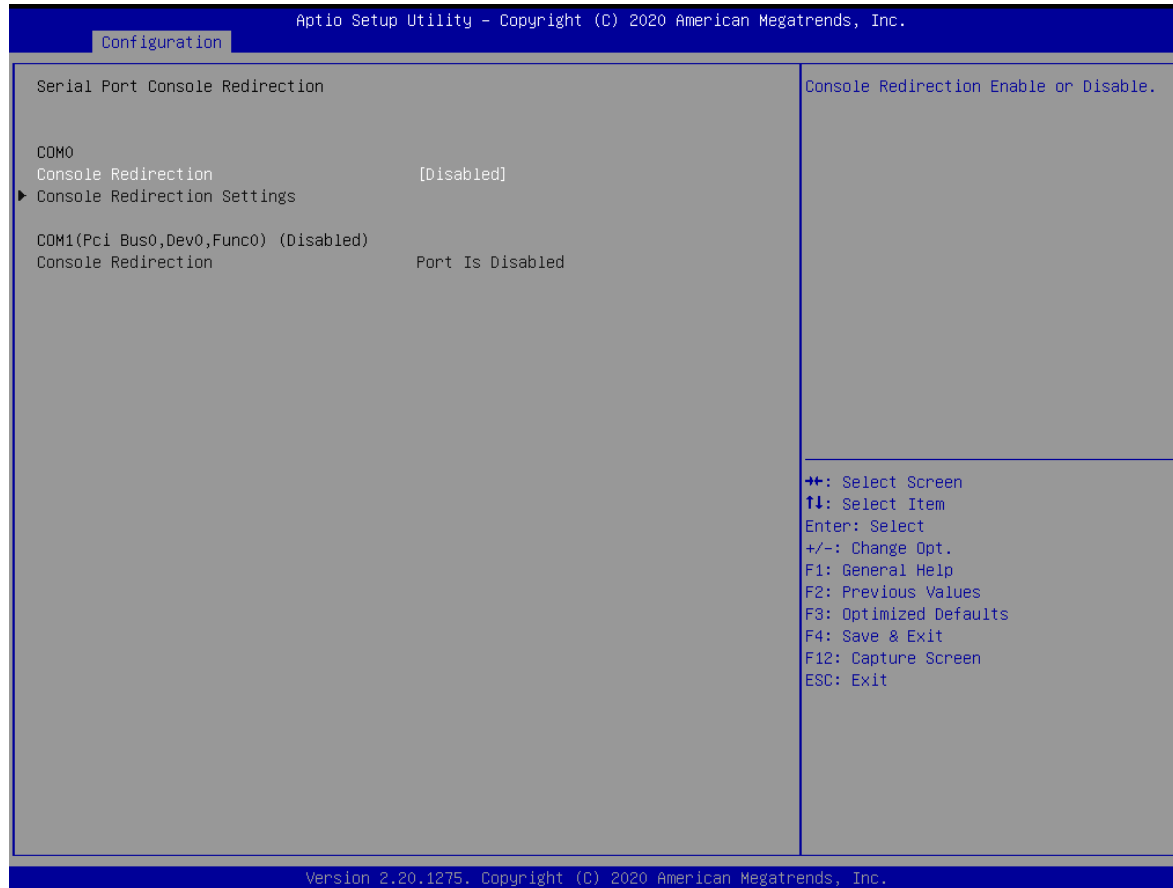 Aptio Setup Utility – Copyright (C) 2020 American Megatrends, Inc.
Configuration
Serial Port Console Redirection
COM0
Console Redirection [Disabled]
▶ Console Redirection Settings
COM1(Pci Bus0,Dev0,Func0) (Disabled)
Console Redirection Port Is Disabled
Console Redirection Enable or Disable.
→←: Select Screen
↑↓: Select Item
Enter: Select
+/-: Change Opt.
F1: General Help
F2: Previous Values
F3: Optimized Defaults
F4: Save & Exit
F12: Capture Screen
ESC: Exit
Version 2.20.1275. Copyright (C) 2020 American Megatrends, Inc.